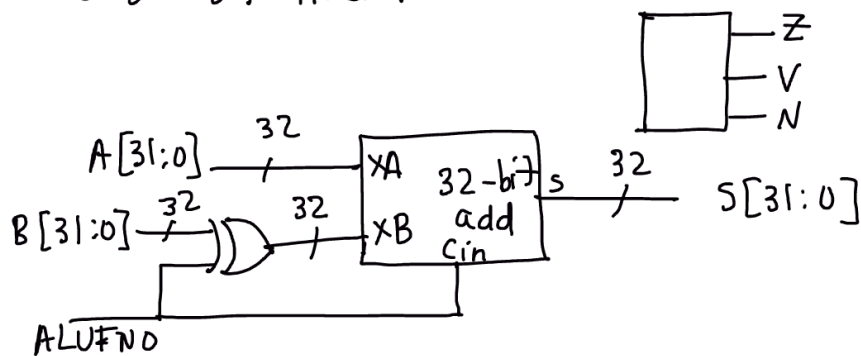 Z
V
N
32
A[31:0]
XA
32-bit
S
32
S[31:0]
B[31:0]
32
32
XB
add
Cin
ALUFN0